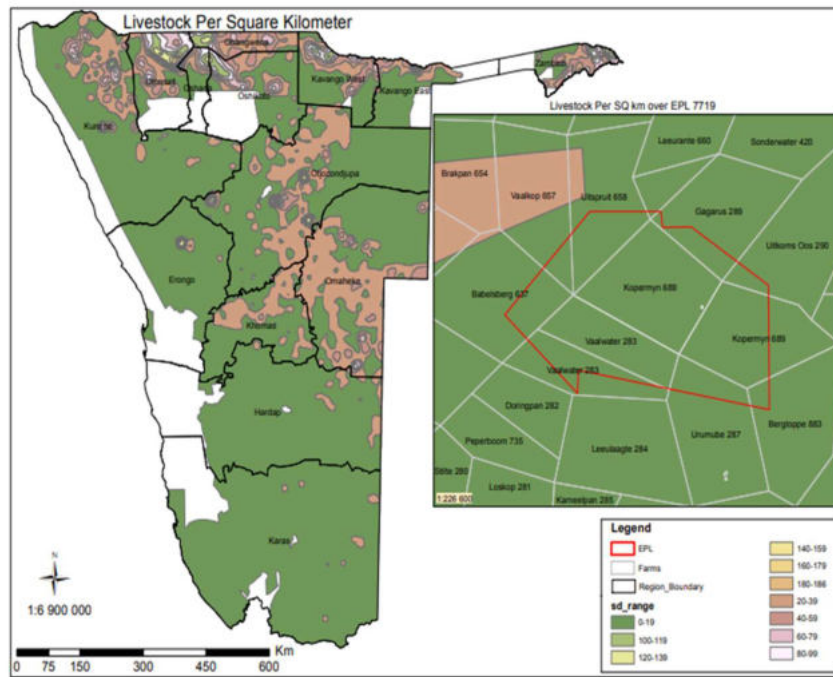 Livestock Per Square Kilometer
Ohangwena
Omusati
Oshana
Oshikoto
Kavango West
Kavango East
Zambezi
Kunene
Otjozondjupa
Erongo
Omaheke
Khomas
Hardap
Karas
N
1:6 900 000
Km
0 75 150 300 450 600
Livestock Per SQ km over EPL 7719
Lasurante 660
Sonderwater 420
Brakpan 654
Vaalkop 657
Uitspruit 658
Gagarus 289
Uitkoms Oos 290
Babelsberg 637
Kopermyn 689
Vaalwater 283
Kopermyn 689
Vaalwater 283
Doringpan 282
Bergtoppe 883
Peperboom 735
Leeulaagte 284
Urumube 287
Stilte 280
Loskop 281
Kameelpan 285
1:226 600
Legend
EPL
Farms
Region_Boundary
sd_range
0-19
100-119
120-139
140-159
160-179
180-186
20-39
40-59
60-79
80-99